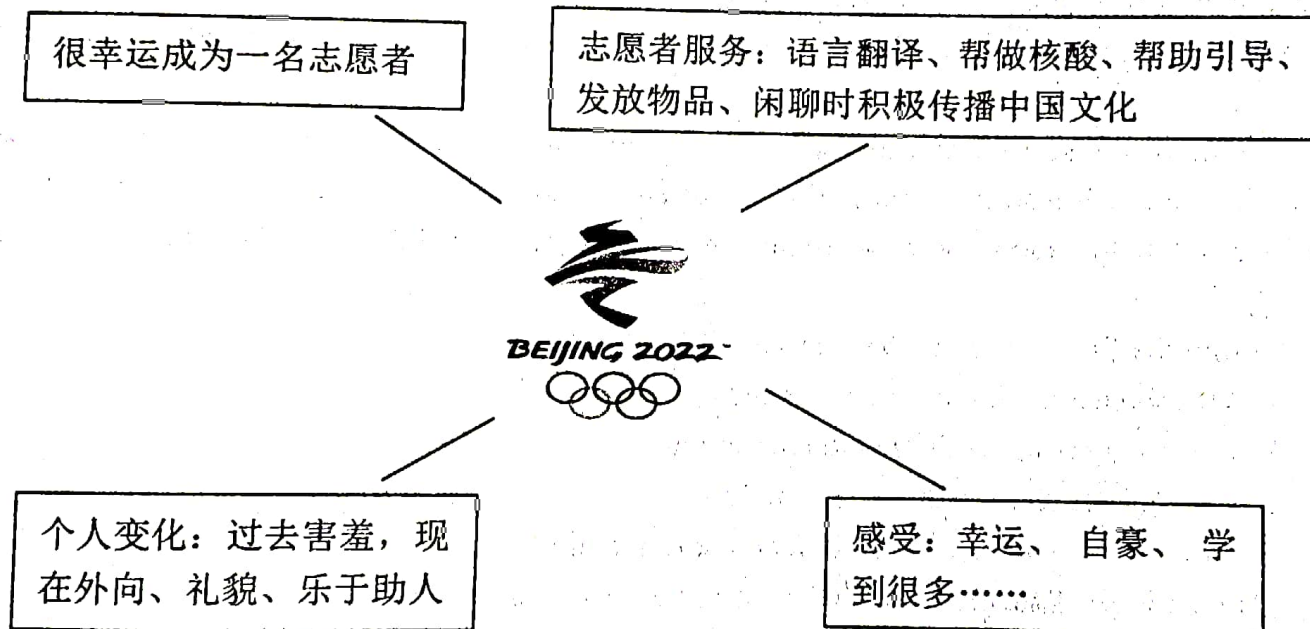 很幸运成为一名志愿者
志愿者服务：语言翻译、帮做核酸、帮助引导、
发放物品、闲聊时积极传播中国文化
BEIJING 2022
个人变化：过去害羞，现
在外向、礼貌、乐于助人
感受：幸运、 自豪、 学
到很多……